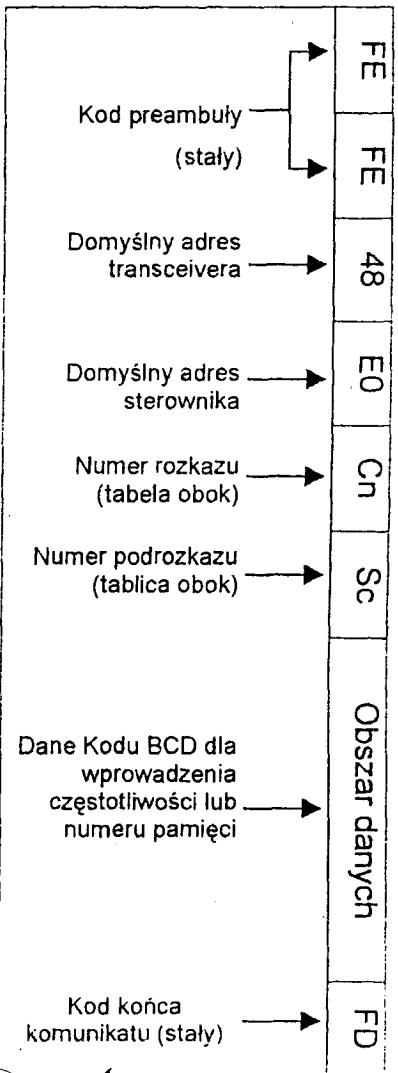 Kod preambuły
(stały)
FE
FE
Domyślny adres
transceivera
48
Domyślny adres
sterownika
E0
Numer rozkazu
(tabela obok)
Cn
Numer podrozkazu
(tablica obok)
Sc
Dane Kodu BCD dla
wprowadzenia
częstotliwości lub
numeru pamięci
Obszar danych
Kod końca
komunikatu (stały)
FD